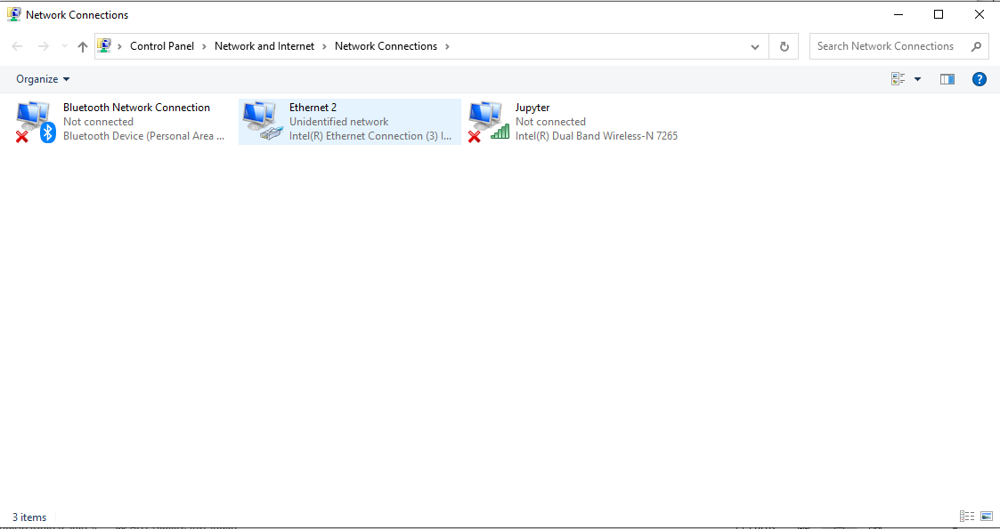 Network Connections
Control Panel > Network and Internet > Network Connections >
Search Network Connections
Organize
Bluetooth Network Connection
Not connected
Bluetooth Device (Personal Area ...
Ethernet 2
Unidentified network
Intel(R) Ethernet Connection (3) I...
Jupyter
Not connected
Intel(R) Dual Band Wireless-N 7265
3 items